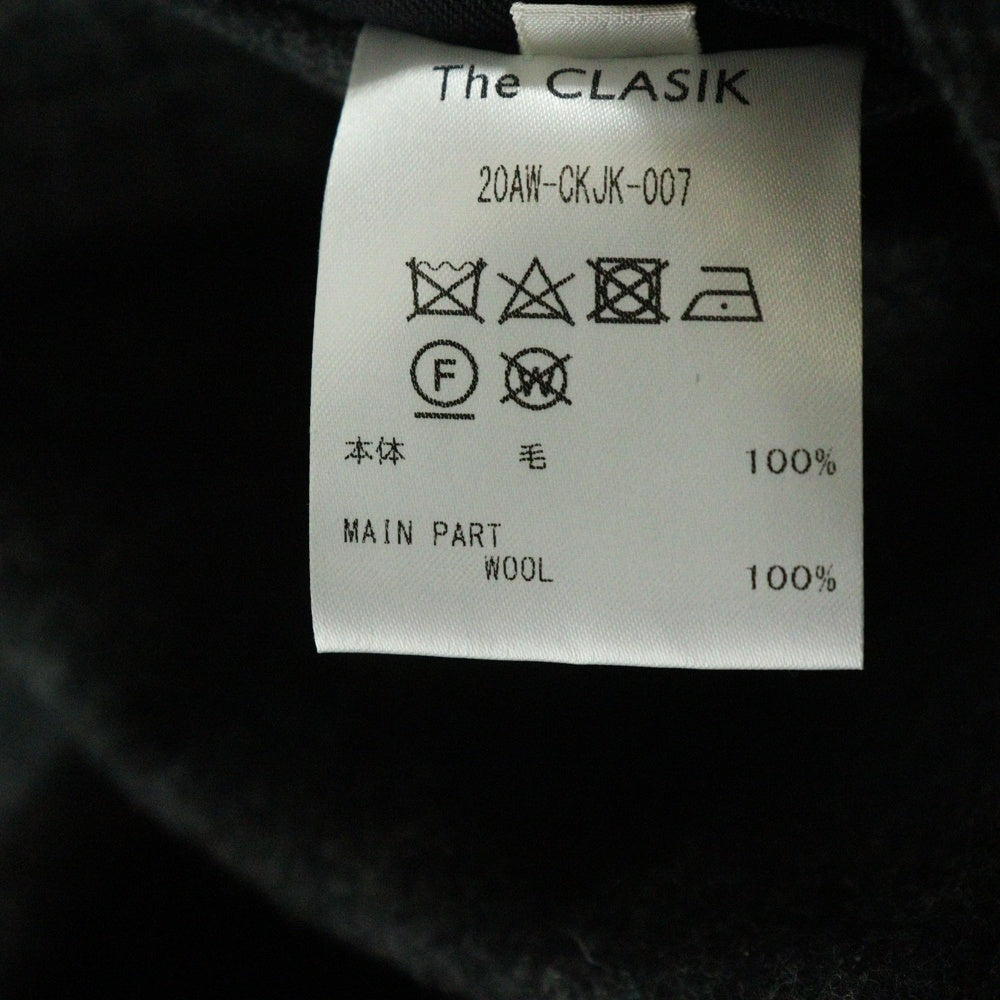 The CLASIK
20AW-CKJK-007
F W
本体 毛 100%
MAIN PART
WOOL 100%